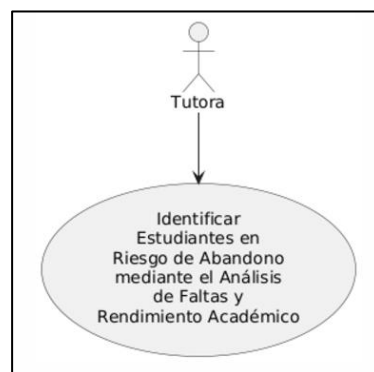 Tutora
Identificar
Estudiantes en
Riesgo de Abandono
mediante el Análisis
de Faltas y
Rendimiento Académico